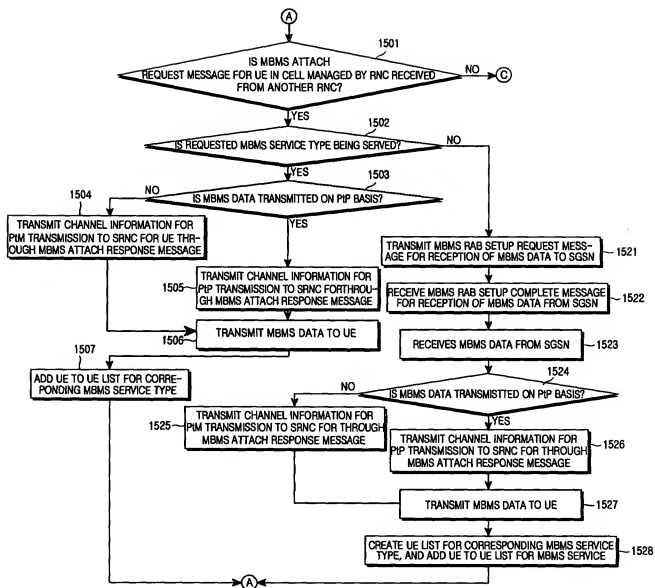 A
1501
IS MBMS ATTACH
REQUEST MESSAGE FOR UE IN CELL MANAGED BY RNC RECEIVED
FROM ANOTHER RNC?
NO
C
YES
1502
IS REQUESTED MBMS SERVICE TYPE BEING SERVED?
NO
YES
1503
IS MBMS DATA TRANSMITTED ON PtP BASIS?
NO
YES
1504
TRANSMIT CHANNEL INFORMATION FOR
PtM TRANSMISSION TO SRNC FOR UE THR-
OUGH MBMS ATTACH RESPONSE MESSAGE
TRANSMIT CHANNEL INFORMATION FOR
PtP TRANSMISSION TO SRNC FORTHROU-
GH MBMS ATTACH RESPONSE MESSAGE
1505
TRANSMIT MBMS DATA TO UE
1506
1507
ADD UE TO UE LIST FOR CORRE-
PONDING MBMS SERVICE TYPE
TRANSMIT MBMS RAB SETUP REQUEST MESS-
AGE FOR RECEPTION OF MBMS DATA TO SGSN
1521
RECEIVE MBMS RAB SETUP COMPLETE MESSAGE
FOR RECEPTION OF MBMS DATA FROM SGSN
1522
RECEIVES MBMS DATA FROM SGSN
1523
1524
IS MBMS DATA TRANSMITTED ON PtP BASIS?
NO
YES
TRANSMIT CHANNEL INFORMATION FOR
PtM TRANSMISSION TO SRNC FOR THROUGH
MBMS ATTACH RESPONSE MESSAGE
1525
TRANSMIT CHANNEL INFORMATION FOR
PtP TRANSMISSION TO SRNC FOR THROUGH
MBMS ATTACH RESPONSE MESSAGE
1526
TRANSMIT MBMS DATA TO UE
1527
CREATE UE LIST FOR CORRESPONDING MBMS SERVICE
TYPE, AND ADD UE TO UE LIST FOR MBMS SERVICE
1528
A